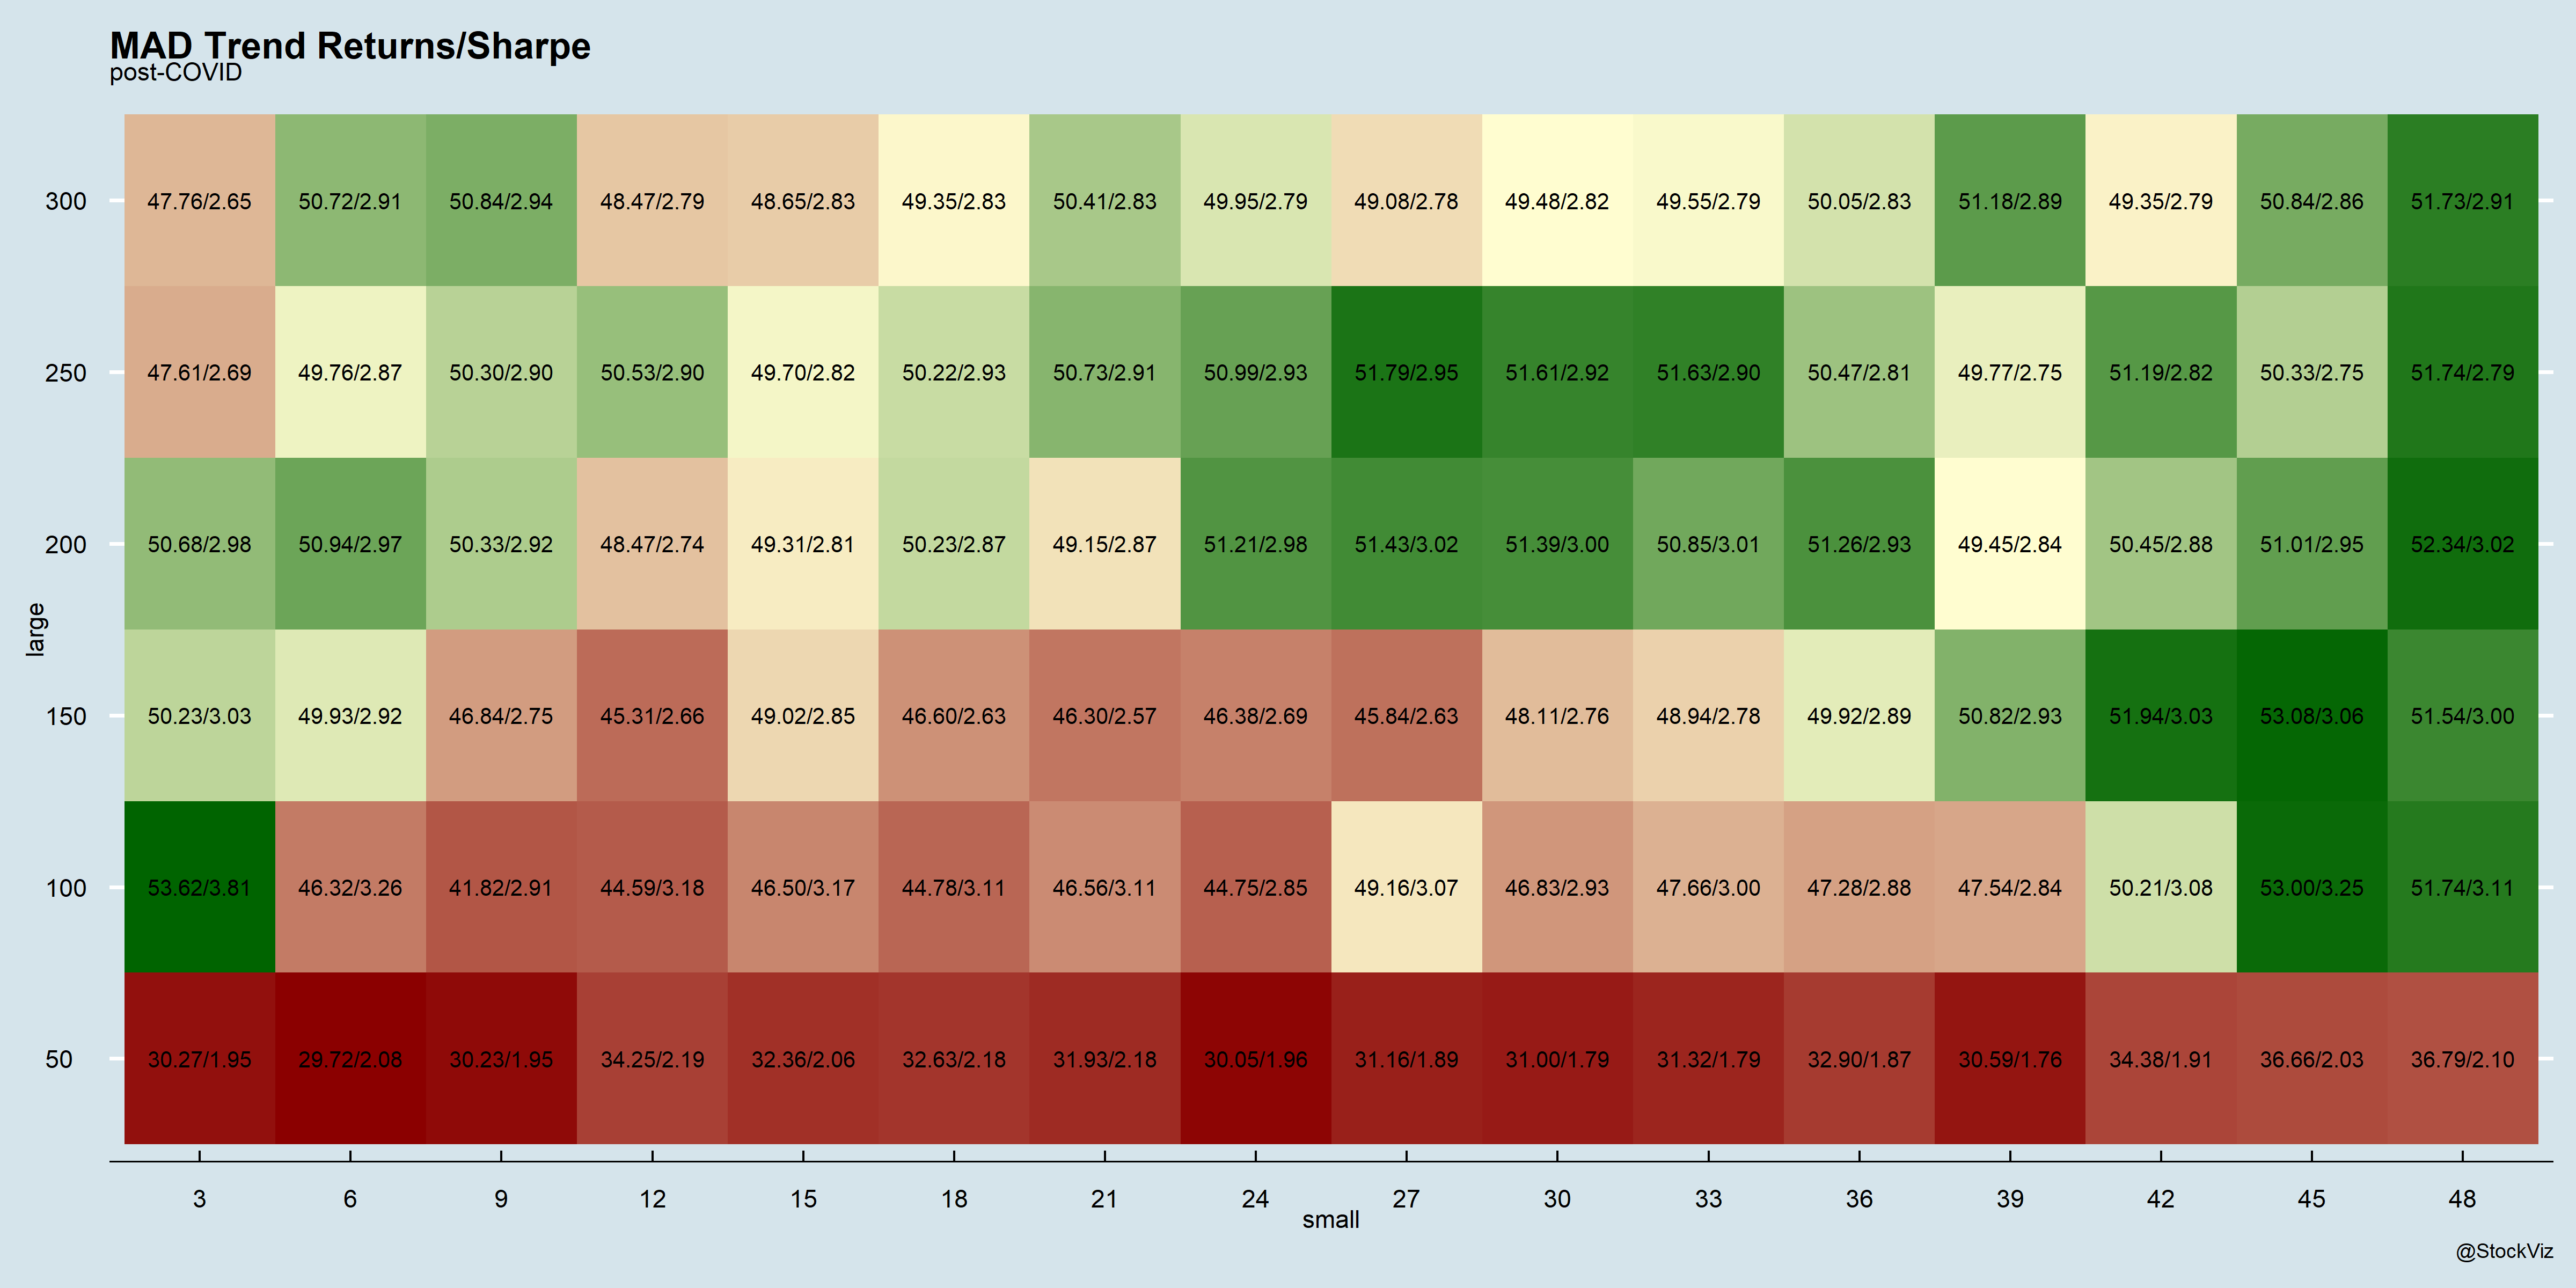 MAD Trend Returns/Sharpe
post-COVID
large
300 47.76/2.65 50.72/2.91 50.84/2.94 48.47/2.79 48.65/2.83 49.35/2.83 50.41/2.83 49.95/2.79 49.08/2.78 49.48/2.82 49.55/2.79 50.05/2.83 51.18/2.89 49.35/2.79 50.84/2.86 51.73/2.91
250 47.61/2.69 49.76/2.87 50.30/2.90 50.53/2.90 49.70/2.82 50.22/2.93 50.73/2.91 50.99/2.93 51.79/2.95 51.61/2.92 51.63/2.90 50.47/2.81 49.77/2.75 51.19/2.82 50.33/2.75 51.74/2.79
200 50.68/2.98 50.94/2.97 50.33/2.92 48.47/2.74 49.31/2.81 50.23/2.87 49.15/2.87 51.21/2.98 51.43/3.02 51.39/3.00 50.85/3.01 51.26/2.93 49.45/2.84 50.45/2.88 51.01/2.95 52.34/3.02
150 50.23/3.03 49.93/2.92 46.84/2.75 45.31/2.66 49.02/2.85 46.60/2.63 46.30/2.57 46.38/2.69 45.84/2.63 48.11/2.76 48.94/2.78 49.92/2.89 50.82/2.93 51.94/3.03 53.08/3.06 51.54/3.00
100 53.62/3.81 46.32/3.26 41.82/2.91 44.59/3.18 46.50/3.17 44.78/3.11 46.56/3.11 44.75/2.85 49.16/3.07 46.83/2.93 47.66/3.00 47.28/2.88 47.54/2.84 50.21/3.08 53.00/3.25 51.74/3.11
50 30.27/1.95 29.72/2.08 30.23/1.95 34.25/2.19 32.36/2.06 32.63/2.18 31.93/2.18 30.05/1.96 31.16/1.89 31.00/1.79 31.32/1.79 32.90/1.87 30.59/1.76 34.38/1.91 36.66/2.03 36.79/2.10
3 6 9 12 15 18 21 24 27 30 33 36 39 42 45 48
small
@StockViz